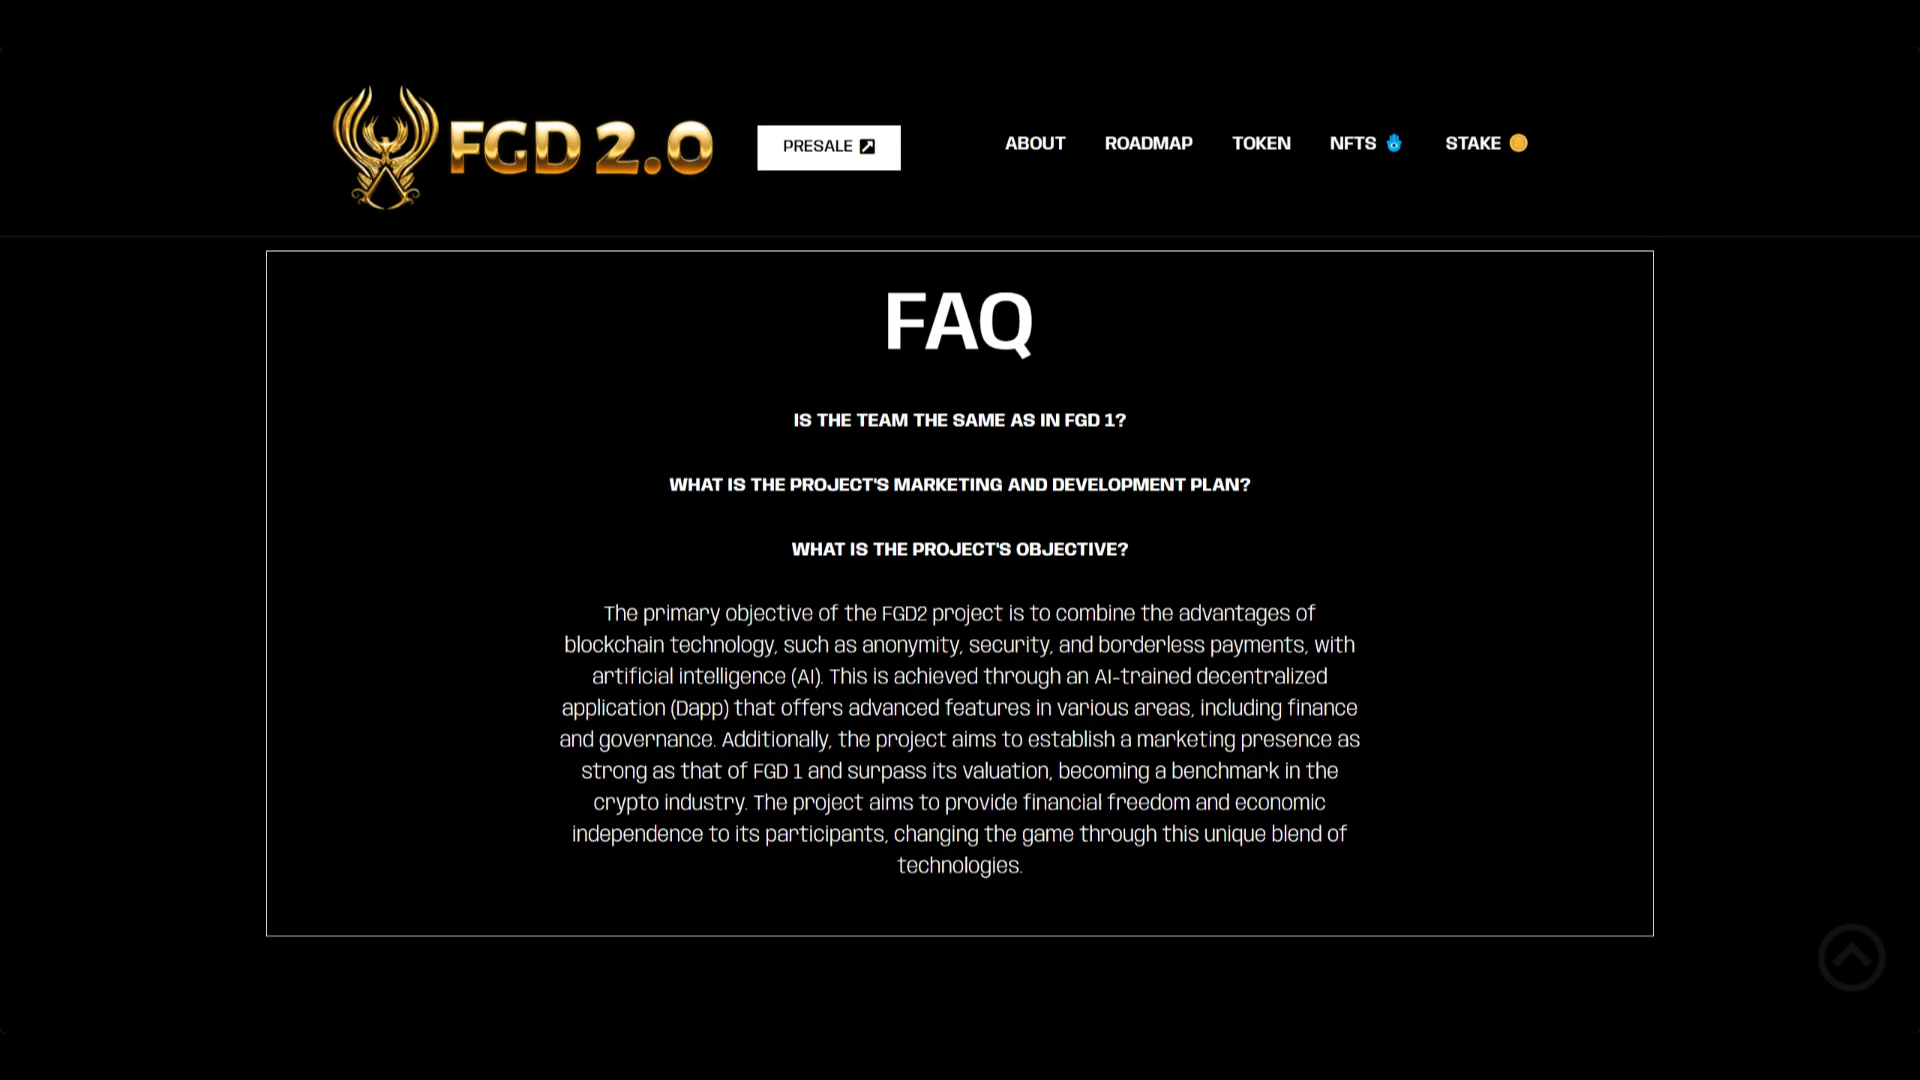 FGD 2.0
PRESALE
ABOUT
ROADMAP
TOKEN
NFTS
STAKE
FAQ
IS THE TEAM THE SAME AS IN FGD 1?
WHAT IS THE PROJECT'S MARKETING AND DEVELOPMENT PLAN?
WHAT IS THE PROJECT'S OBJECTIVE?
The primary objective of the FGD2 project is to combine the advantages of
blockchain technology, such as anonymity, security, and borderless payments, with
artificial intelligence (AI). This is achieved through an AI-trained decentralized
application (Dapp) that offers advanced features in various areas, including finance
and governance. Additionally, the project aims to establish a marketing presence as
strong as that of FGD 1 and surpass its valuation, becoming a benchmark in the
crypto industry. The project aims to provide financial freedom and economic
independence to its participants, changing the game through this unique blend of
technologies.